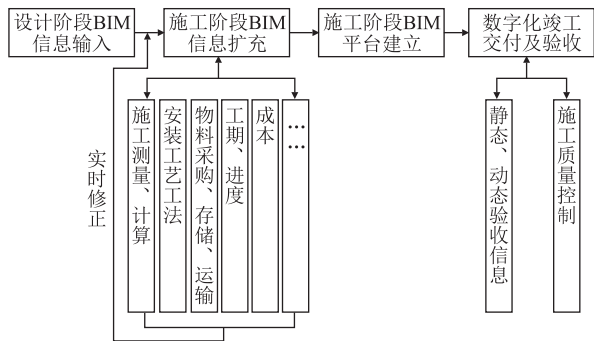 设计阶段BIM
信息输入
施工阶段BIM
信息扩充
施工阶段BIM
平台建立
数字化竣工
交付及验收
实时修正
施工测量、计算
安装工艺工法
物料采购、存储、运输
工期、进度
成本
……
静态、动态验收信息
施工质量控制